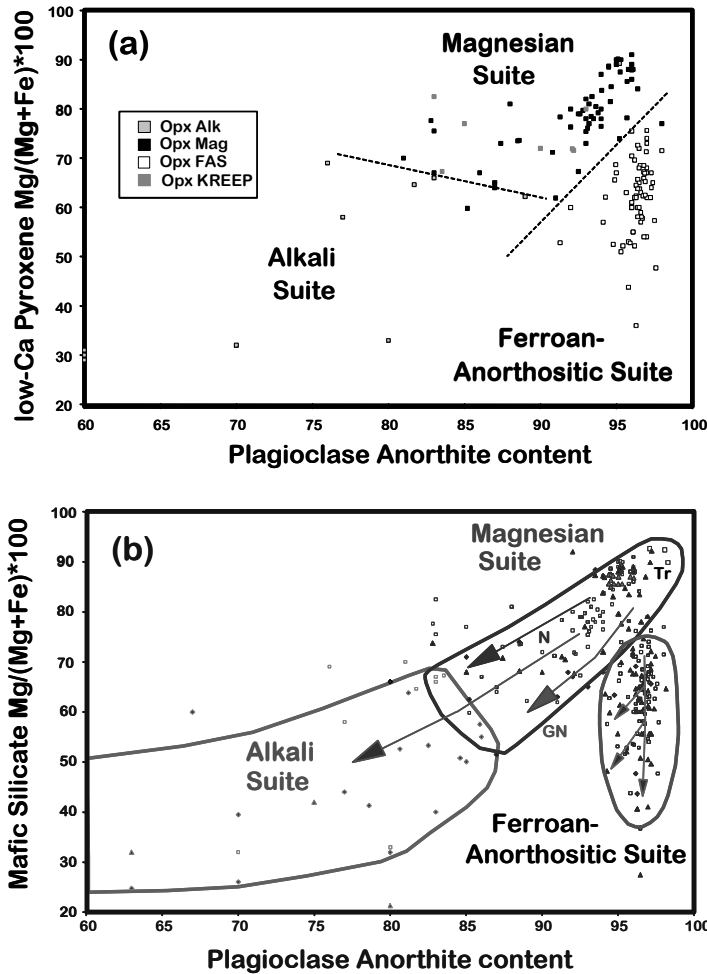 (a)
Magnesian
Suite
Opx Alk
Opx Mag
Opx FAS
Opx KREEP
Alkali
Suite
Ferroan-
Anorthositic Suite
low-Ca Pyroxene Mg/(Mg+Fe)*100
100
90
80
70
60
50
40
30
20
60 65 70 75 80 85 90 95 100
Plagioclase Anorthite content
(b)
Magnesian
Suite
Tr
N
GN
Alkali
Suite
Ferroan-
Anorthositic Suite
Mafic Silicate Mg/(Mg+Fe)*100
100
90
80
70
60
50
40
30
20
60 65 70 75 80 85 90 95 100
Plagioclase Anorthite content